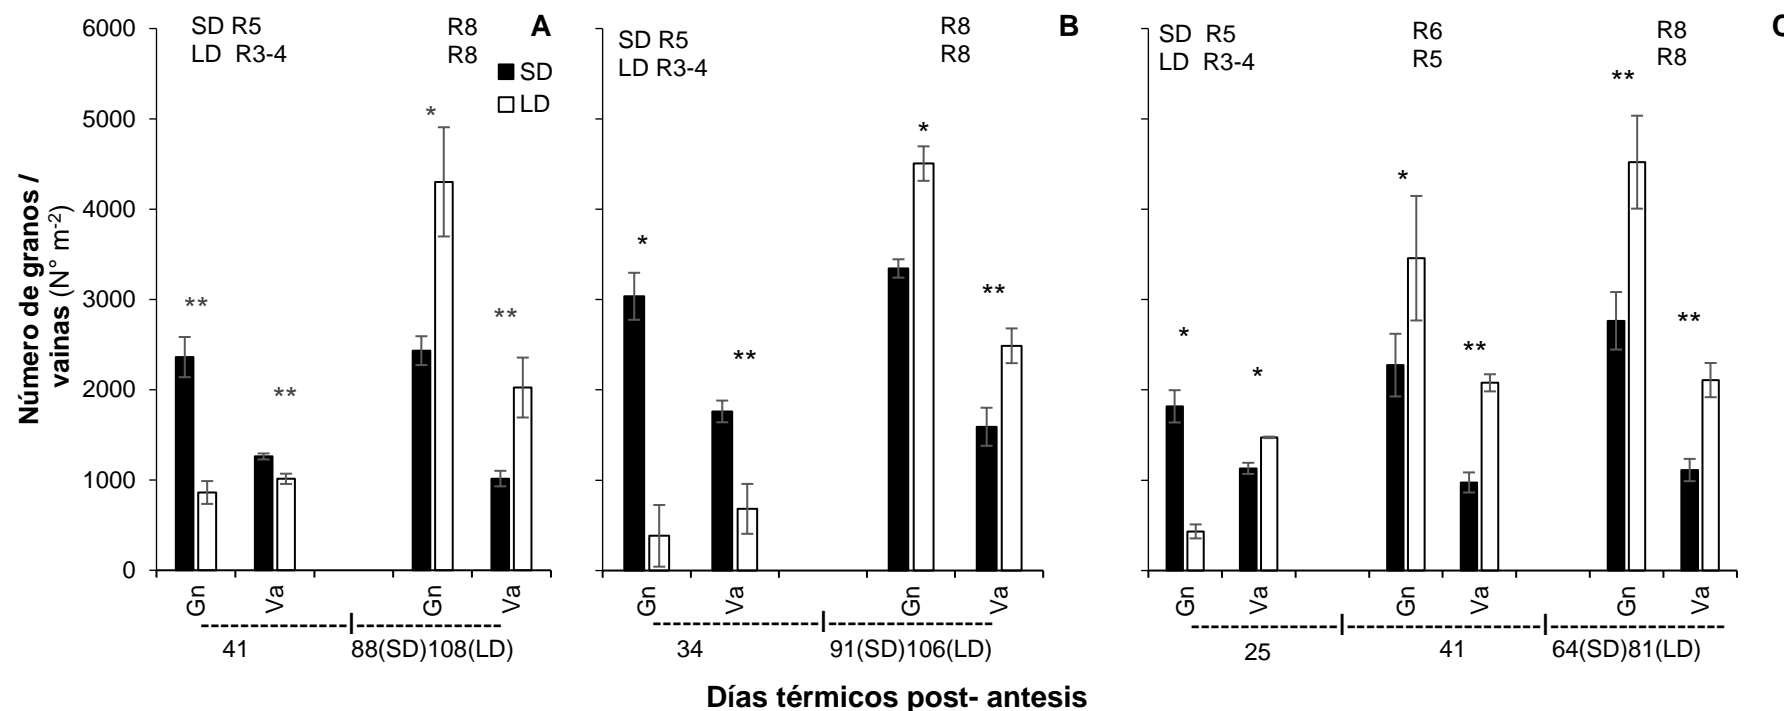 SD R5 R8 A
LD R3-4 R8
SD
LD
SD R5 R8 B
LD R3-4 R8
SD R5 R6 R8
LD R3-4 R5 R8
Número de granos /
vainas (N° m-2)
6000
5000
4000
3000
2000
1000
0
** ** * **
* ** * **
* * * ** ** **
Gn Va Gn Va
41 88(SD)108(LD)
Gn Va Gn Va
34 91(SD)106(LD)
Gn Va Gn Va Gn Va
25 41 64(SD)81(LD)
Días térmicos post- antesis